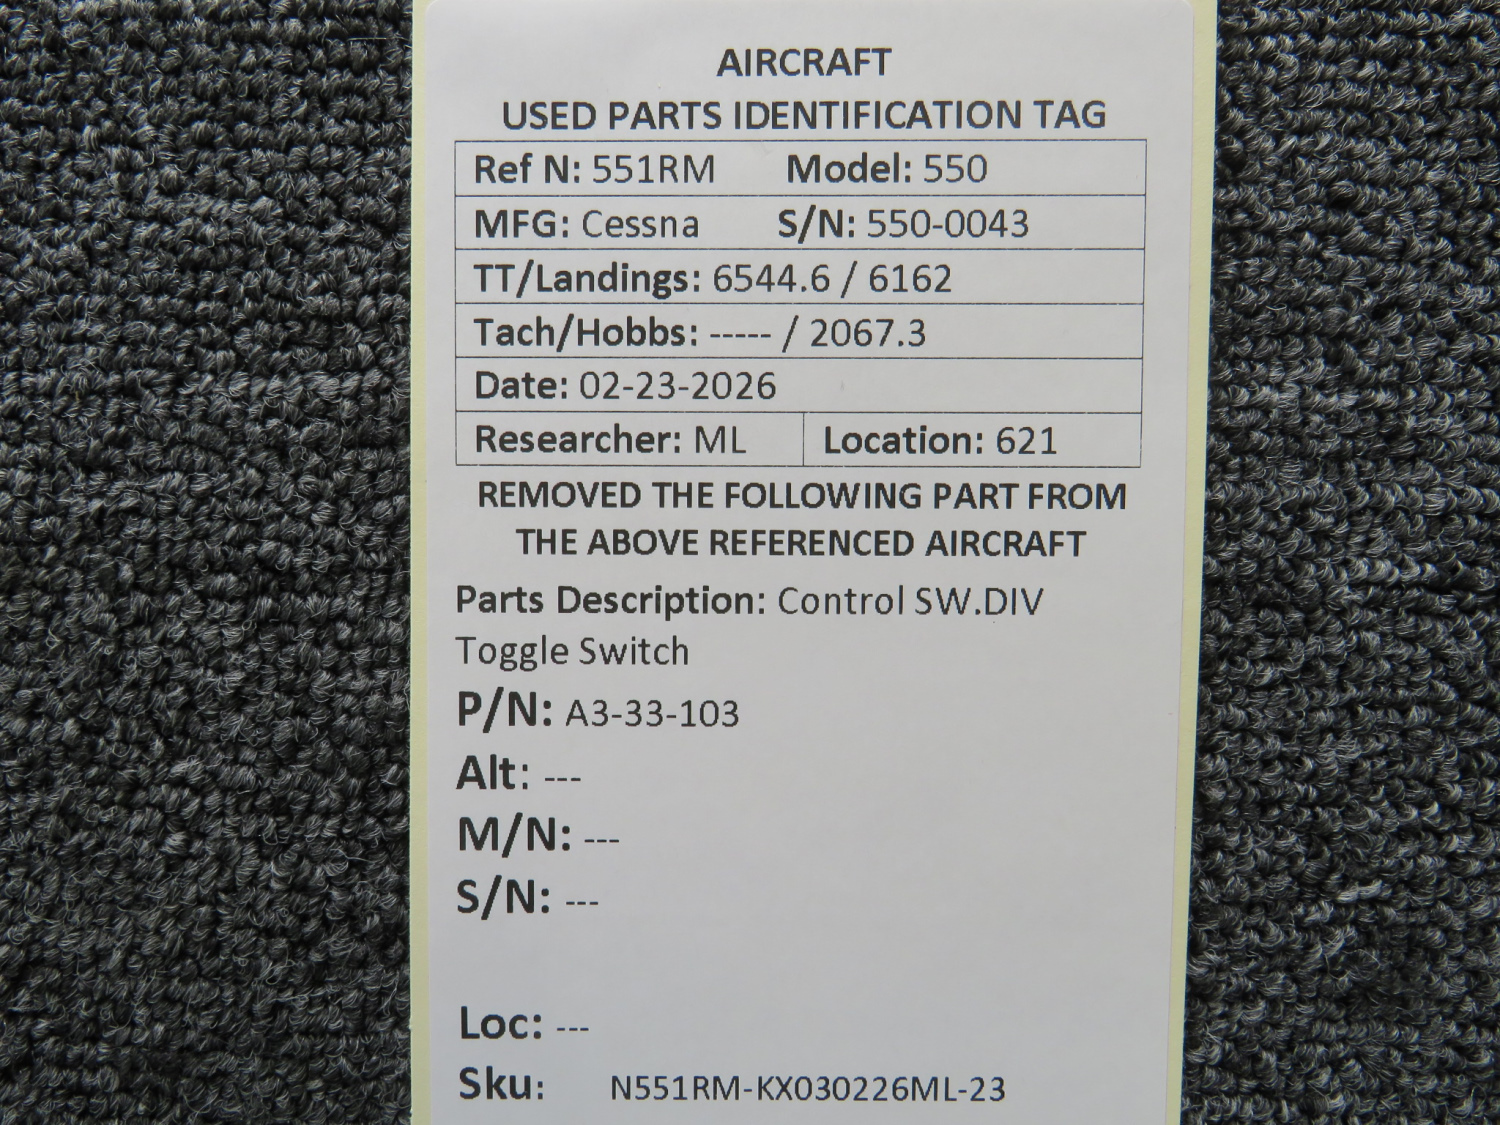 AIRCRAFT
USED PARTS IDENTIFICATION TAG
Ref N: 551RM Model: 550
MFG: Cessna S/N: 550-0043
TT/Landings: 6544.6 / 6162
Tach/Hobbs: ----- / 2067.3
Date: 02-23-2026
Researcher: ML Location: 621
REMOVED THE FOLLOWING PART FROM
THE ABOVE REFERENCED AIRCRAFT
Parts Description: Control SW.DIV
Toggle Switch
P/N: A3-33-103
Alt: ---
M/N: ---
S/N: ---
Loc: ---
Sku: N551RM-KX030226ML-23